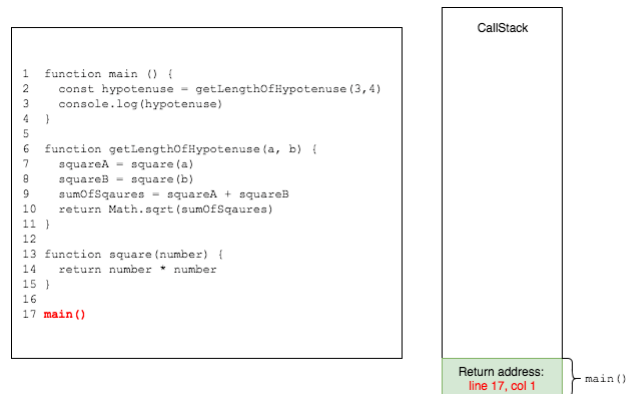 1 function main () {
2 const hypotenuse = getLengthOfHypotenuse(3,4)
3 console.log(hypotenuse)
4 }
5
6 function getLengthOfHypotenuse(a, b) {
7 squareA = square(a)
8 squareB = square(b)
9 sumOfSqaures = squareA + squareB
10 return Math.sqrt(sumOfSqaures)
11 }
12
13 function square(number) {
14 return number * number
15 }
16
17 main()
CallStack
Return address:
line 17, col 1
main()